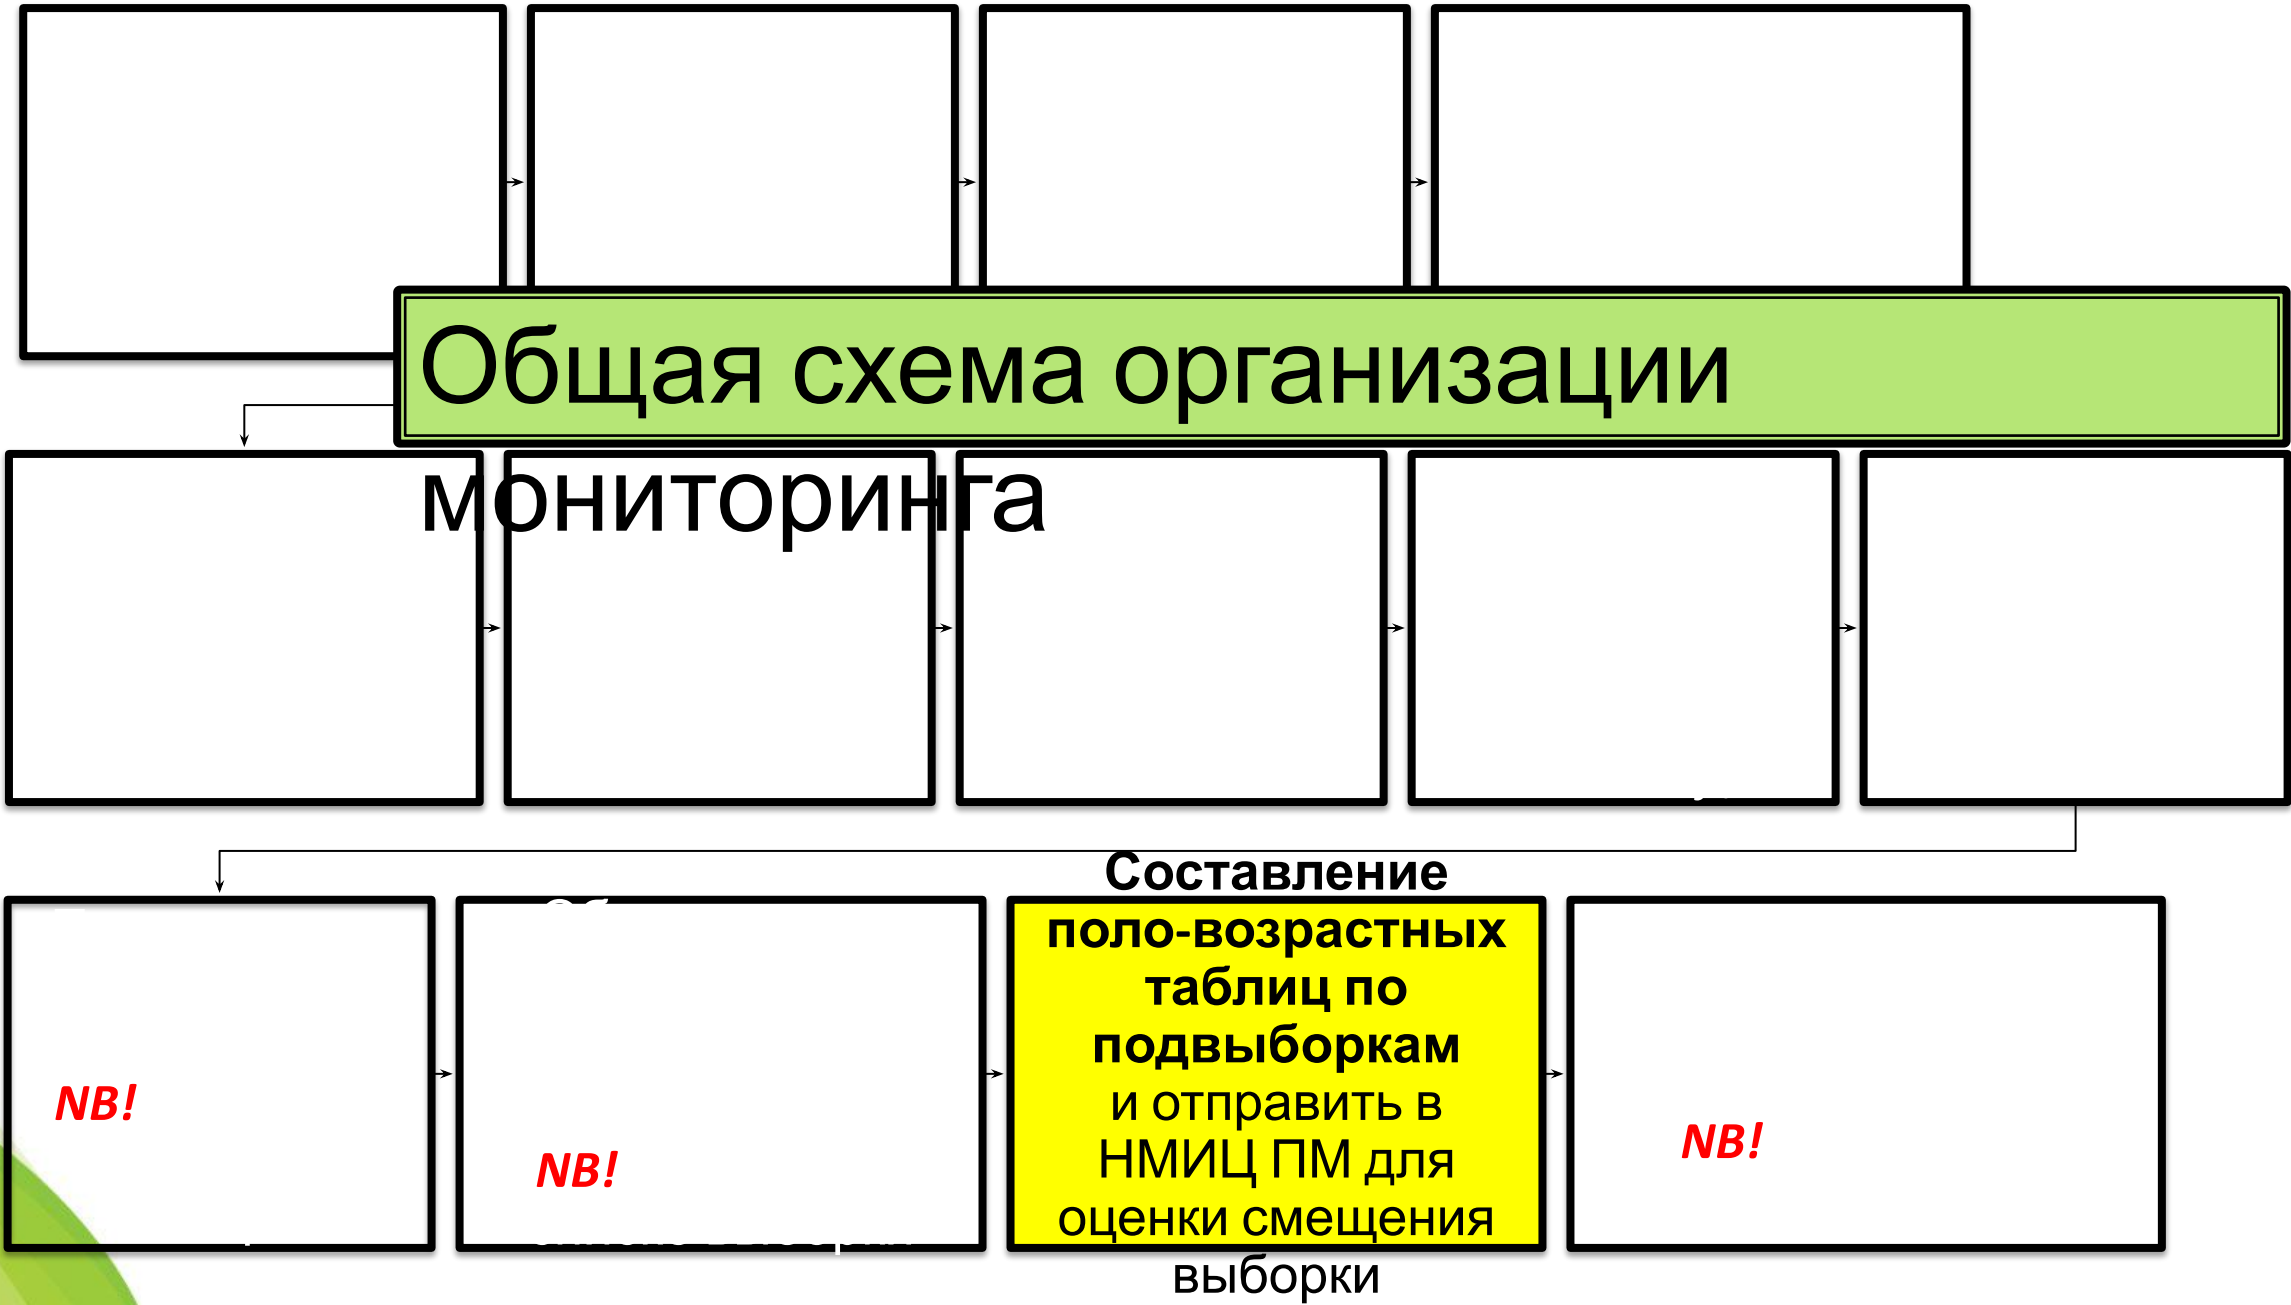 Общая схема организации
мониторинга
NB!
NB!
Составление
поло-возрастных
таблиц по
подвыборкам
и отправить в
НМИЦ ПМ для
оценки смещения
выборки
NB!